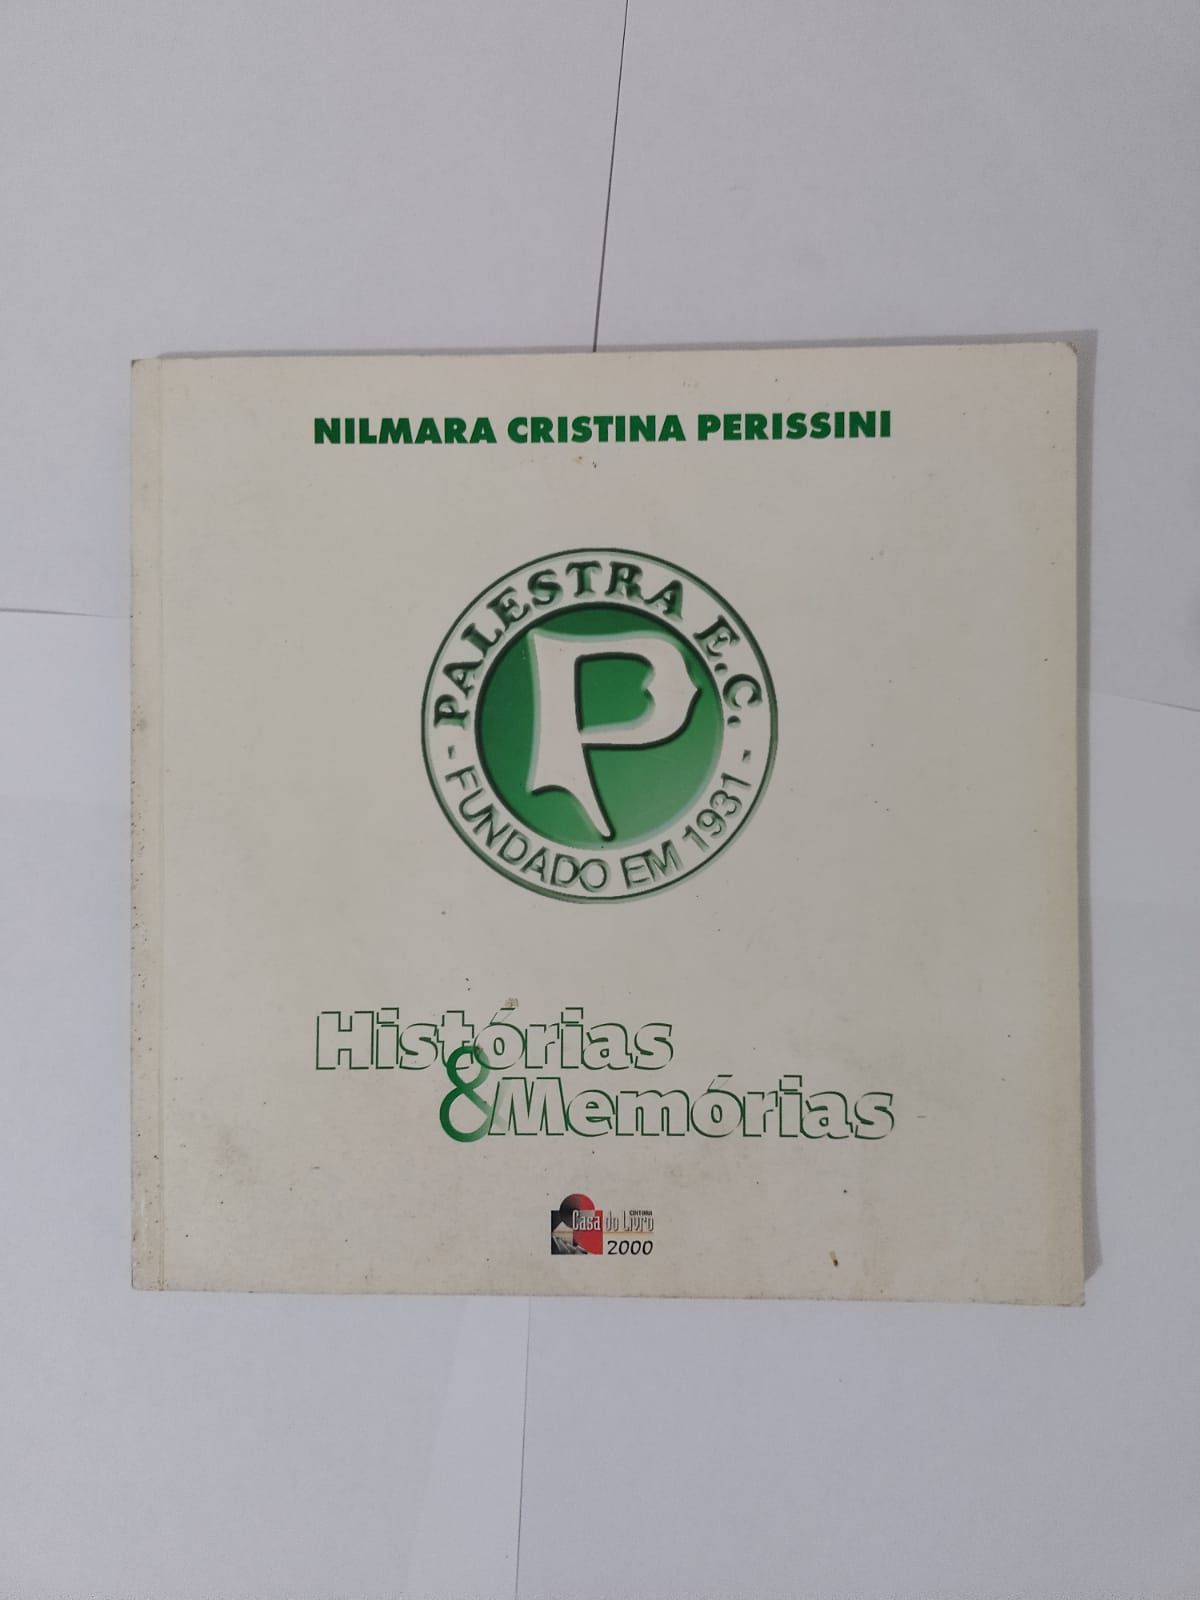 NILMARA CRISTINA PERISSINI
PALESTRA E.C.
P
- FUNDADO EM 1931 -
Histórias
&Memórias
EDITORA
Casa do Livro
2000